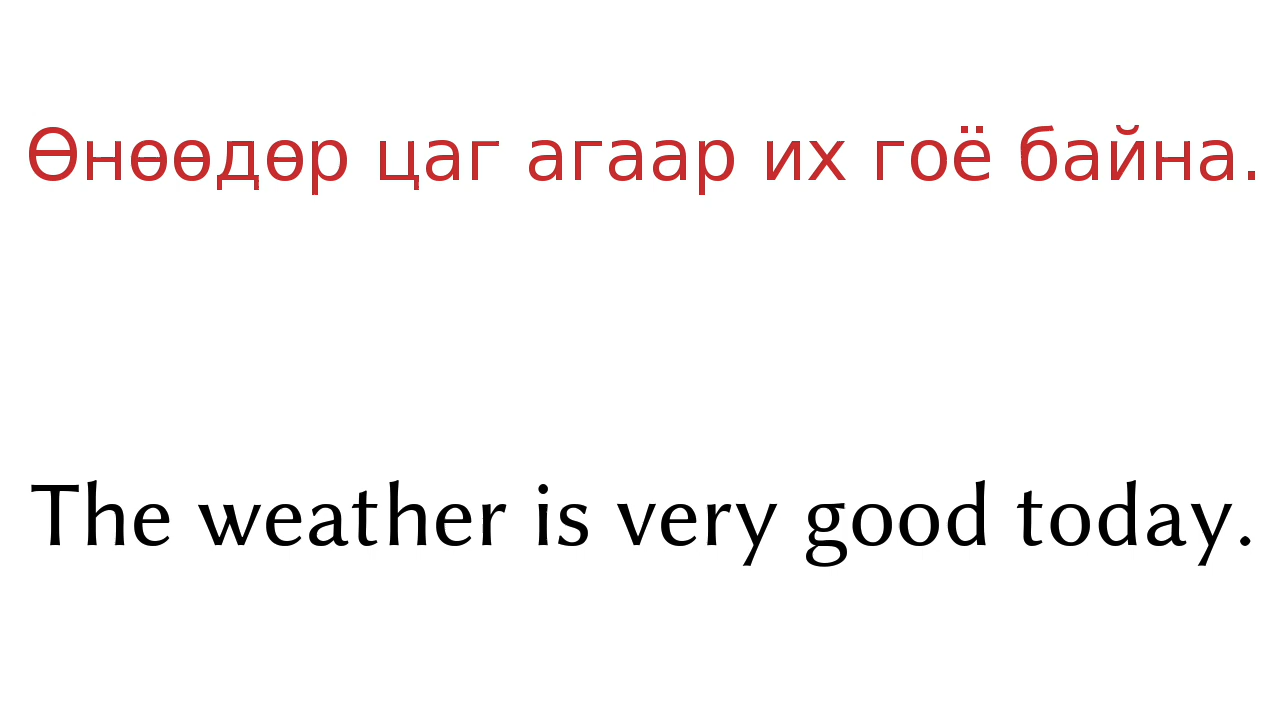 Өнөөдөр цаг агаар их гоё байна.
The weather is very good today.